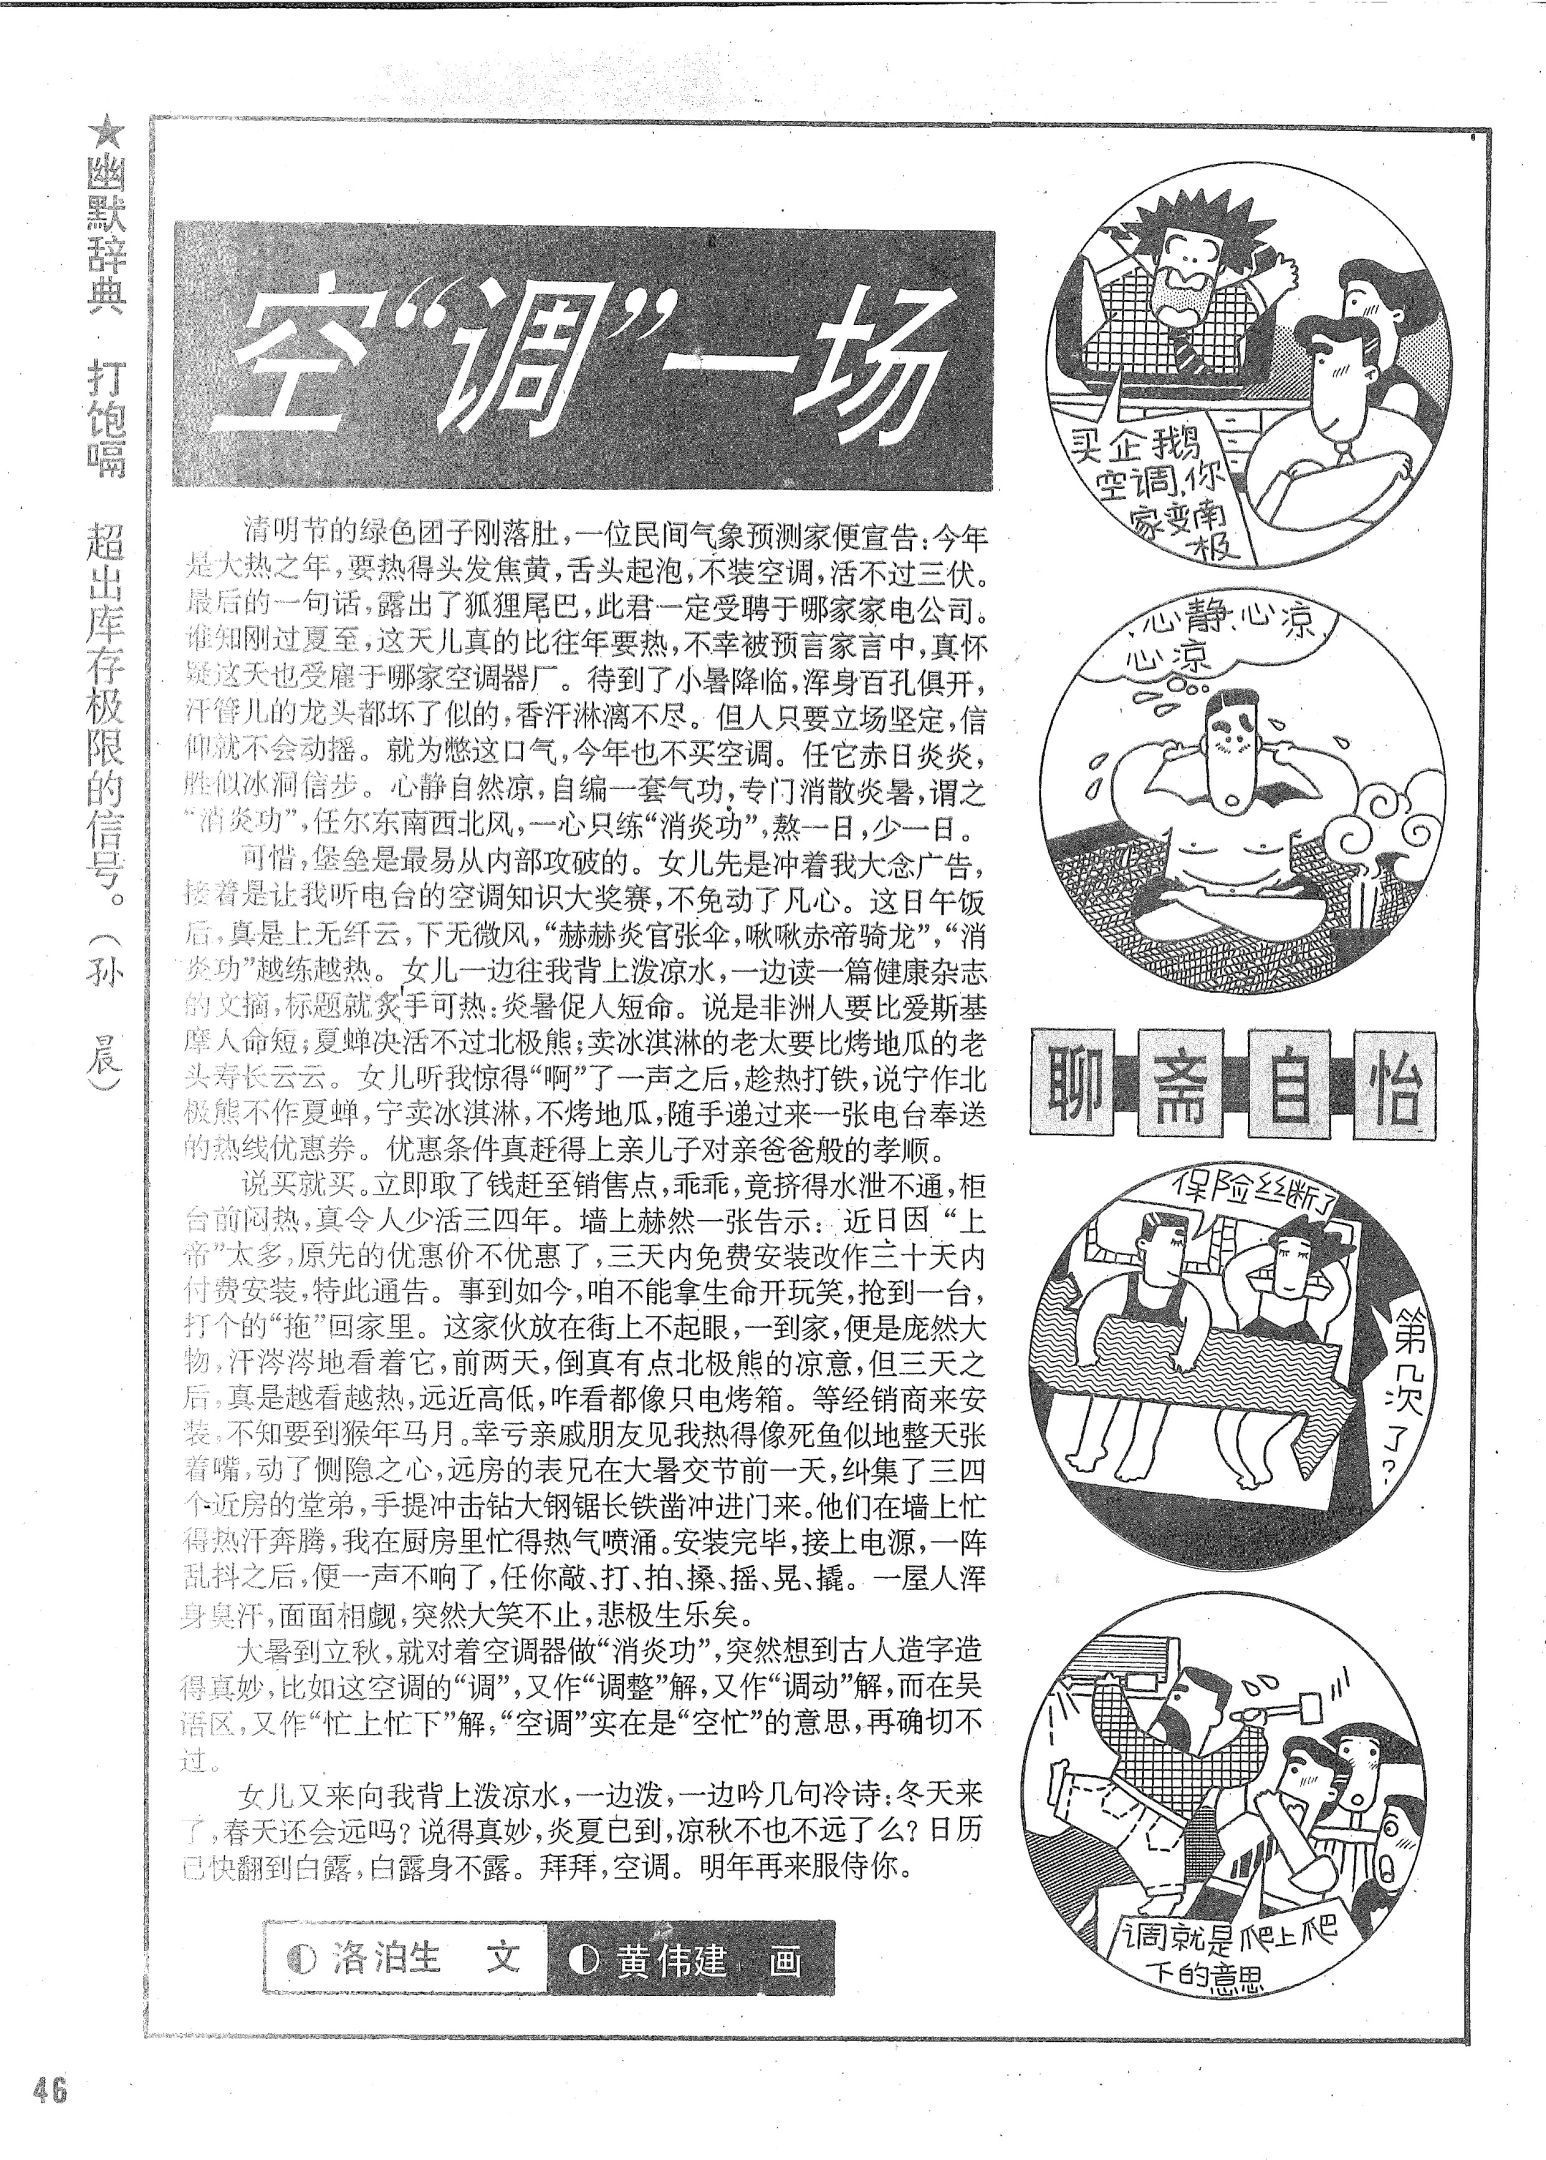 ★幽默辞典 打饱嗝 超出库存极限的信号。(孙 晨)
空“调”一场
清明节的绿色团子刚落肚，一位民间气象预测家便宣告：今年
是大热之年，要热得头发焦黄，舌头起泡，不装空调，活不过三伏。
最后的一句话，露出了狐狸尾巴，此君一定受聘于哪家家电公司。
谁知刚过夏至，这天儿真的比往年要热，不幸被预言家言中，真怀
疑这天也受雇于哪家空调器厂。待到了小暑降临，浑身百孔俱开，
汗管儿的龙头都坏了似的，香汗淋漓不尽。但人只要立场坚定，信
仰就不会动摇。就为憋这口气，今年也不买空调。任它赤日炎炎，
胜似冰洞信步。心静自然凉，自编一套气功，专门消散炎暑，谓之
“消炎功”，任尔东南西北风，一心只练“消炎功”，熬一日，少一日。
可惜，堡垒是最易从内部攻破的。女儿先是冲着我大念广告，
接着是让我听电台的空调知识大奖赛，不免动了凡心。这日午饭
后，真是上无纤云，下无微风，“赫赫炎官张伞，啾啾赤帝骑龙”，“消
炎功”越练越热。女儿一边往我背上泼凉水，一边读一篇健康杂志
的文摘，标题就炙手可热：炎暑促人短命。说是非洲人要比爱斯基
摩人命短；夏蝉决活不过北极熊；卖冰淇淋的老太要比烤地瓜的老
头寿长云云。女儿听我惊得“啊”了一声之后，趁热打铁，说宁作北
极熊不作夏蝉，宁卖冰淇淋，不烤地瓜，随手递过来一张电台奉送
的热线优惠券。优惠条件真赶得上亲儿子对亲爸爸般的孝顺。
说买就买。立即取了钱赶至销售点，乖乖，竟挤得水泄不通，柜
台前闷热，真令人少活三四年。墙上赫然一张告示：近日因“上
帝”太多，原先的优惠价不优惠了，三天内免费安装改作三十天内
付费安装，特此通告。事到如今，咱不能拿生命开玩笑，抢到一台，
打个的“拖”回家里。这家伙放在街上不起眼，一到家，便是庞然大
物，汗涔涔地看着它，前两天，倒真有点北极熊的凉意，但三天之
后，真是越看越热，远近高低，咋看都像只电烤箱。等经销商来安
装，不知要到猴年马月。幸亏亲戚朋友见我热得像死鱼似地整天张
着嘴，动了恻隐之心，远房的表兄在大暑交节前一天，纠集了三四
个近房的堂弟，手提冲击钻大钢锯长铁凿冲进门来。他们在墙上忙
得热汗奔腾，我在厨房里忙得热气喷涌。安装完毕，接上电源，一阵
乱抖之后，便一声不响了，任你敲、打、拍、搡、摇、晃、撬。一屋人浑
身臭汗，面面相觑，突然大笑不止，悲极生乐矣。
大暑到立秋，就对着空调器做“消炎功”，突然想到古人造字造
得真妙，比如这空调的“调”，又作“调整”解，又作“调动”解，而在吴
语区，又作“忙上忙下”解，“空调”实在是“空忙”的意思，再确切不
过。
女儿又来向我背上泼凉水，一边泼，一边吟几句冷诗：冬天来
了，春天还会远吗？说得真妙，炎夏已到，凉秋不也不远了么？日历
已快翻到白露，白露身不露。拜拜，空调。明年再来服侍你。
洛泊生 文 黄伟建 画
买企鹅
空调，你
家变南
极
心静、心凉、
心凉
聊斋自怡
保险丝断了
第几次了？
调就是爬上爬
下的意思
46